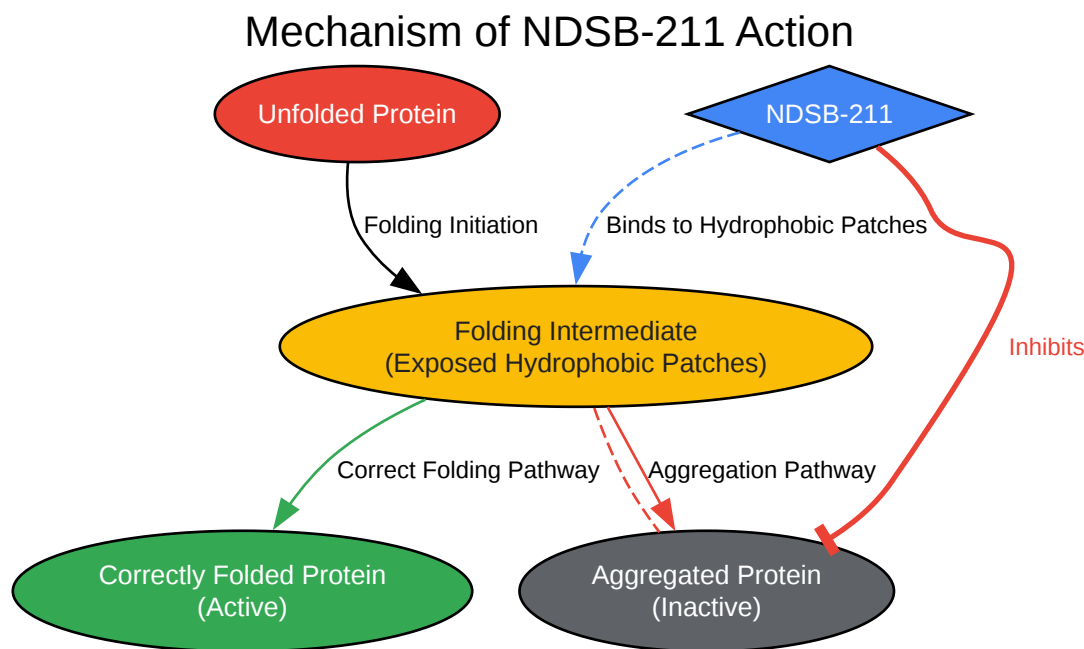 Mechanism of NDSB-211 Action
Unfolded Protein
NDSB-211
Folding Initiation
Binds to Hydrophobic Patches
Folding Intermediate
(Exposed Hydrophobic Patches)
Inhibits
Correct Folding Pathway
Aggregation Pathway
Correctly Folded Protein
(Active)
Aggregated Protein
(Inactive)